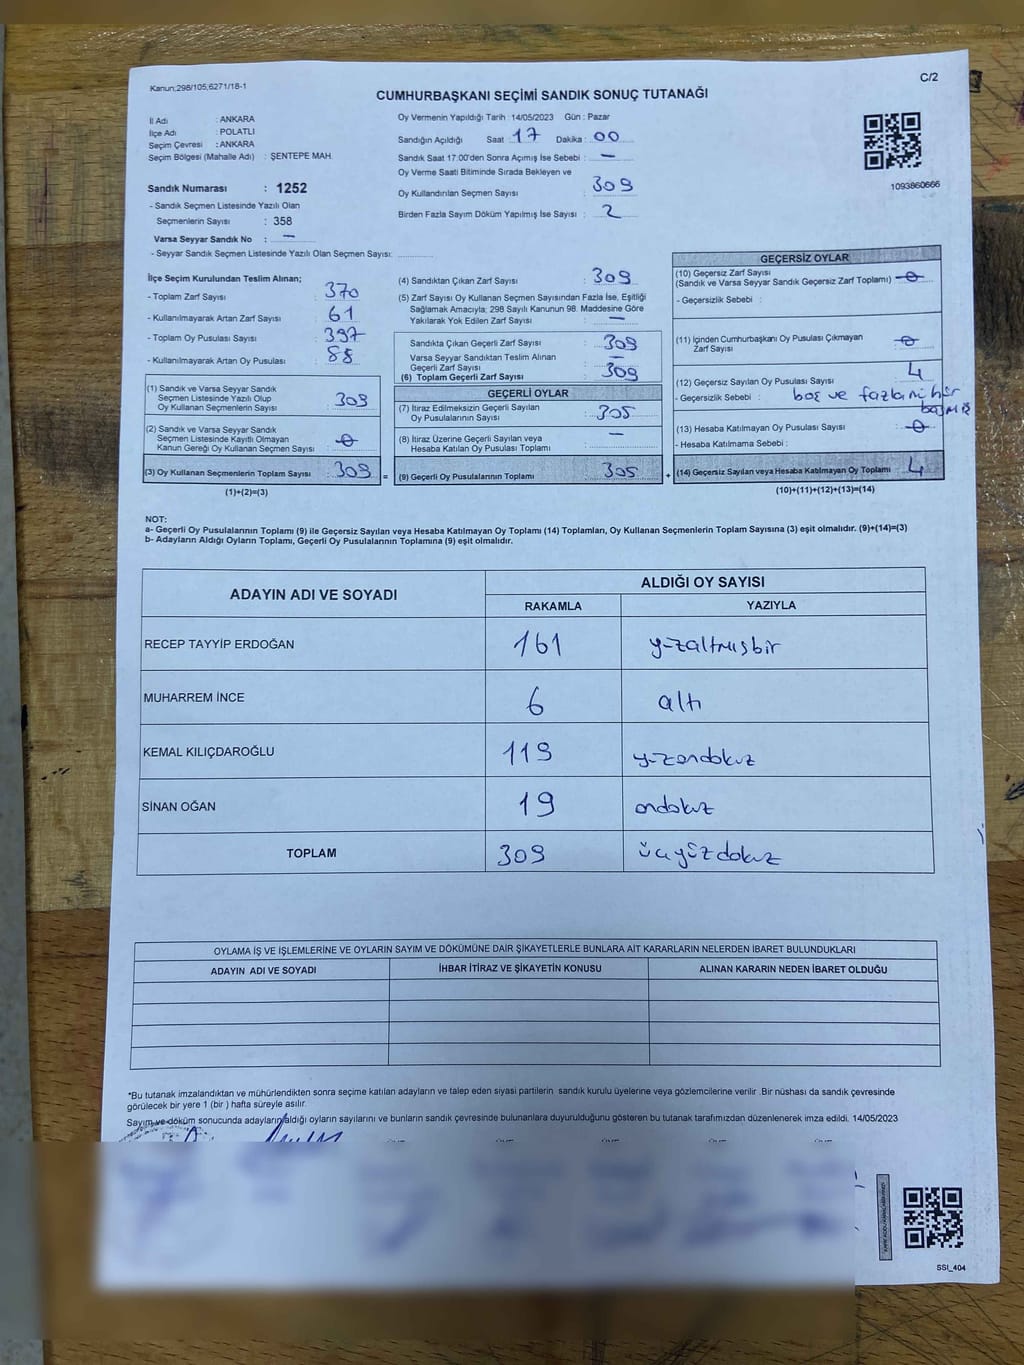 Kanun;298/105,6271/18-1
C/2
CUMHURBAŞKANI SEÇİMİ SANDIK SONUÇ TUTANAĞI
İl Adı : ANKARA
İlçe Adı : POLATLI
Seçim Çevresi : ANKARA
Seçim Bölgesi (Mahalle Adı) : ŞENTEPE MAH.
Sandık Numarası : 1252
- Sandık Seçmen Listesinde Yazılı Olan
Seçmenlerin Sayısı : 358
Varsa Seyyar Sandık No : —
- Seyyar Sandık Seçmen Listesinde Yazılı Olan Seçmen Sayısı:
Oy Vermenin Yapıldığı Tarih : 14/05/2023 Gün : Pazar
Sandığın Açıldığı Saat : 17 Dakika : 00
Sandık Saat 17:00'den Sonra Açımış İse Sebebi : —
Oy Verme Saati Bitiminde Sırada Bekleyen ve
Oy Kullandırılan Seçmen Sayısı : 309
Birden Fazla Sayım Döküm Yapılmış İse Sayısı : 2
1093860666
İlçe Seçim Kurulundan Teslim Alınan;
- Toplam Zarf Sayısı : 370
- Kullanılmayarak Artan Zarf Sayısı : 61
- Toplam Oy Pusulası Sayısı : 397
- Kullanılmayarak Artan Oy Pusulası : 88
(1) Sandık ve Varsa Seyyar Sandık
Seçmen Listesinde Yazılı Olup
Oy Kullanan Seçmenlerin Sayısı : 309
(2) Sandık ve Varsa Seyyar Sandık
Seçmen Listesinde Kayıtlı Olmayan
Kanun Gereği Oy Kullanan Seçmen Sayısı : 0
(3) Oy Kullanan Seçmenlerin Toplam Sayısı : 309
(1)+(2)=(3)
=
(4) Sandıktan Çıkan Zarf Sayısı : 309
(5) Zarf Sayısı Oy Kullanan Seçmen Sayısından Fazla İse, Eşitliği
Sağlamak Amacıyla; 298 Sayılı Kanunun 98. Maddesine Göre
Yakılarak Yok Edilen Zarf Sayısı : —
Sandıkta Çıkan Geçerli Zarf Sayısı : 309
Varsa Seyyar Sandıktan Teslim Alınan
Geçerli Zarf Sayısı : —
(6) Toplam Geçerli Zarf Sayısı : 309
GEÇERLİ OYLAR
(7) İtiraz Edilmeksizin Geçerli Sayılan
Oy Pusulalarının Sayısı : 305
(8) İtiraz Üzerine Geçerli Sayılan veya
Hesaba Katılan Oy Pusulası Toplamı : —
(9) Geçerli Oy Pusulalarının Toplamı : 305
+
GEÇERSİZ OYLAR
(10) Geçersiz Zarf Sayısı
(Sandık ve Varsa Seyyar Sandık Geçersiz Zarf Toplamı) : 0
- Geçersizlik Sebebi :
(11) İçinden Cumhurbaşkanı Oy Pusulası Çıkmayan
Zarf Sayısı : 0
(12) Geçersiz Sayılan Oy Pusulası Sayısı : 4
- Geçersizlik Sebebi : boş ve
(13) Hesaba Katılmayan Oy Pusulası Sayısı : 0
- Hesaba Katılmama Sebebi :
(14) Geçersiz Sayılan veya Hesaba Katılmayan Oy Toplamı : 4
(10)+(11)+(12)+(13)=(14)
NOT:
a- Geçerli Oy Pusulalarının Toplamı (9) ile Geçersiz Sayılan veya Hesaba Katılmayan Oy Toplamı (14) Toplamları, Oy Kullanan Seçmenlerin Toplam Sayısına (3) eşit olmalıdır. (9)+(14)=(3)
b- Adayların Aldığı Oyların Toplamı, Geçerli Oy Pusulalarının Toplamına (9) eşit olmalıdır.
ADAYIN ADI VE SOYADI
ALDIĞI OY SAYISI
RAKAMLA YAZIYLA
RECEP TAYYİP ERDOĞAN 161 yüzaltmışbir
MUHARREM İNCE 6 altı
KEMAL KILIÇDAROĞLU 119 yüzondokuz
SİNAN OĞAN 19 ondokuz
TOPLAM 309 üçyüzdokuz
OYLAMA İŞ VE İŞLEMLERİNE VE OYLARIN SAYIM VE DÖKÜMÜNE DAİR ŞİKAYETLERLE BUNLARA AİT KARARLARIN NELERDEN İBARET BULUNDUKLARI
ADAYIN ADI VE SOYADI İHBAR İTİRAZ VE ŞİKAYETİN KONUSU ALINAN KARARIN NEDEN İBARET OLDUĞU
*Bu tutanak imzalandıktan ve mühürlendikten sonra seçime katılan adayların ve talep eden siyasi partilerin sandık kurulu üyelerine veya gözlemcilerine verilir .Bir nüshası da sandık çevresinde
görülecek bir yere 1 (bir ) hafta süreyle asılır.
Sayım ve döküm sonucunda adayların aldığı oyların sayılarını ve bunların sandık çevresinde bulunanlara duyurulduğunu gösteren bu tutanak tarafımızdan düzenlenerek imza edildi. 14/05/2023
SSI_404